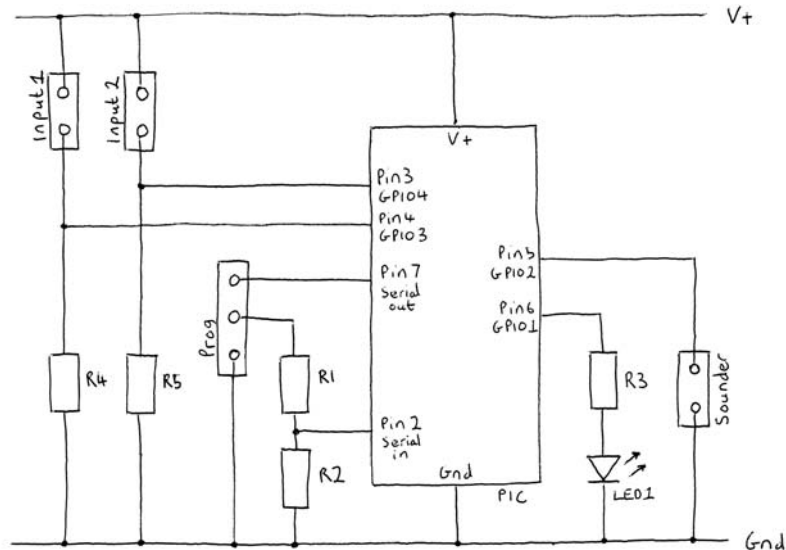 V+
Input 1
Input 2
V+
Pin3
GPIO4
Pin4
GPIO3
Pin5
GPIO2
Pin7
Serial
out
Pin6
GPIO1
Prog
R4
R5
R1
R3
Sounder
Pin 2
Serial
in
R2
Gnd
PIC
LED1
Gnd